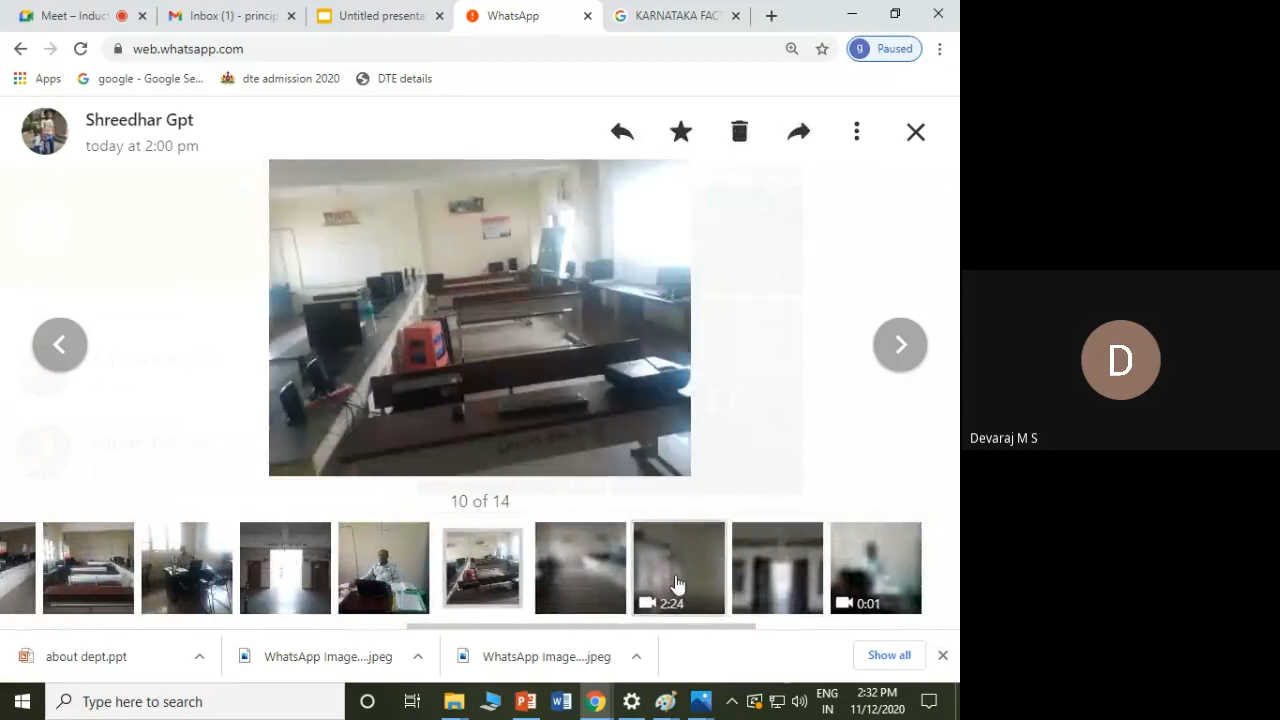 Meet – Induc
Inbox (1) - princip
Untitled presenta
WhatsApp
KARNATAKA FAC
web.whatsapp.com
g Paused
Apps
google - Google Se...
dte admission 2020
DTE details
Shreedhar Gpt
today at 2:00 pm
10 of 14
2:24
0:01
D
Devaraj M S
about dept.ppt
WhatsApp Image....jpeg
WhatsApp Image....jpeg
Show all
Type here to search
ENG
IN
2:32 PM
11/12/2020